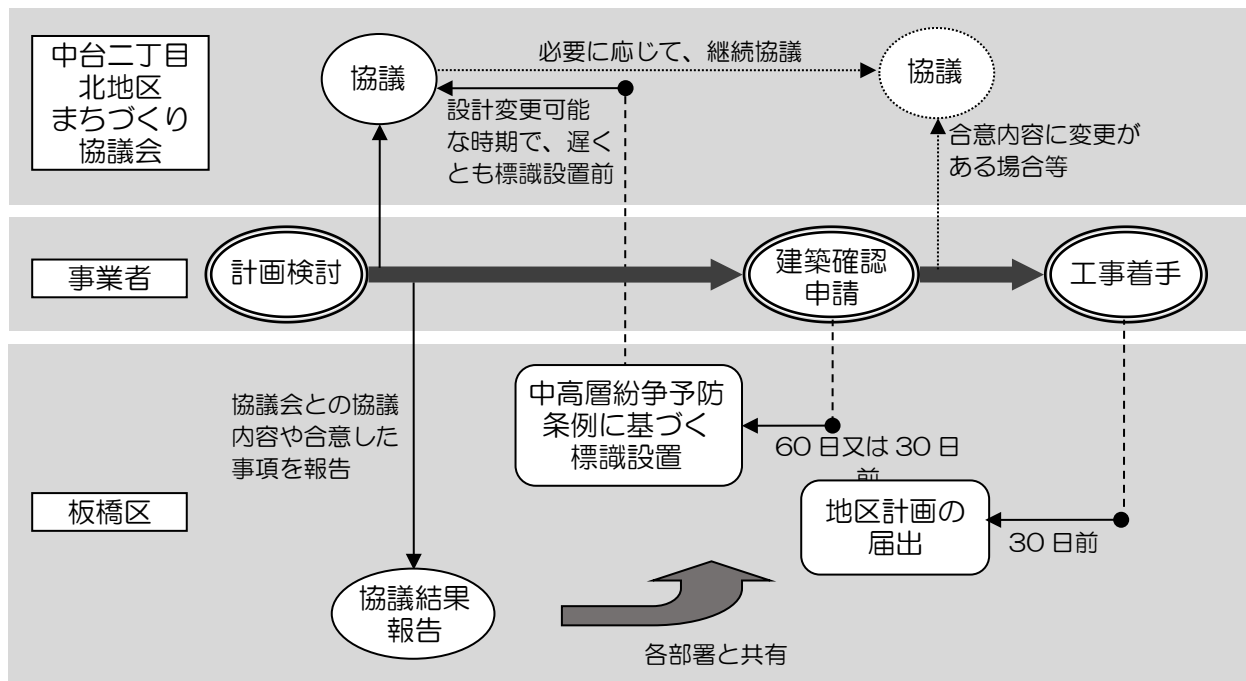 中台二丁目
北地区
まちづくり
協議会
協議
必要に応じて、継続協議
協議
設計変更可能
な時期で、遅く
とも標識設置前
合意内容に変更が
ある場合等
事業者
計画検討
建築確認
申請
工事着手
板橋区
協議会との協議
内容や合意した
事項を報告
中高層紛争予防
条例に基づく
標識設置
60日又は30日
前
地区計画の
届出
30日前
協議結果
報告
各部署と共有